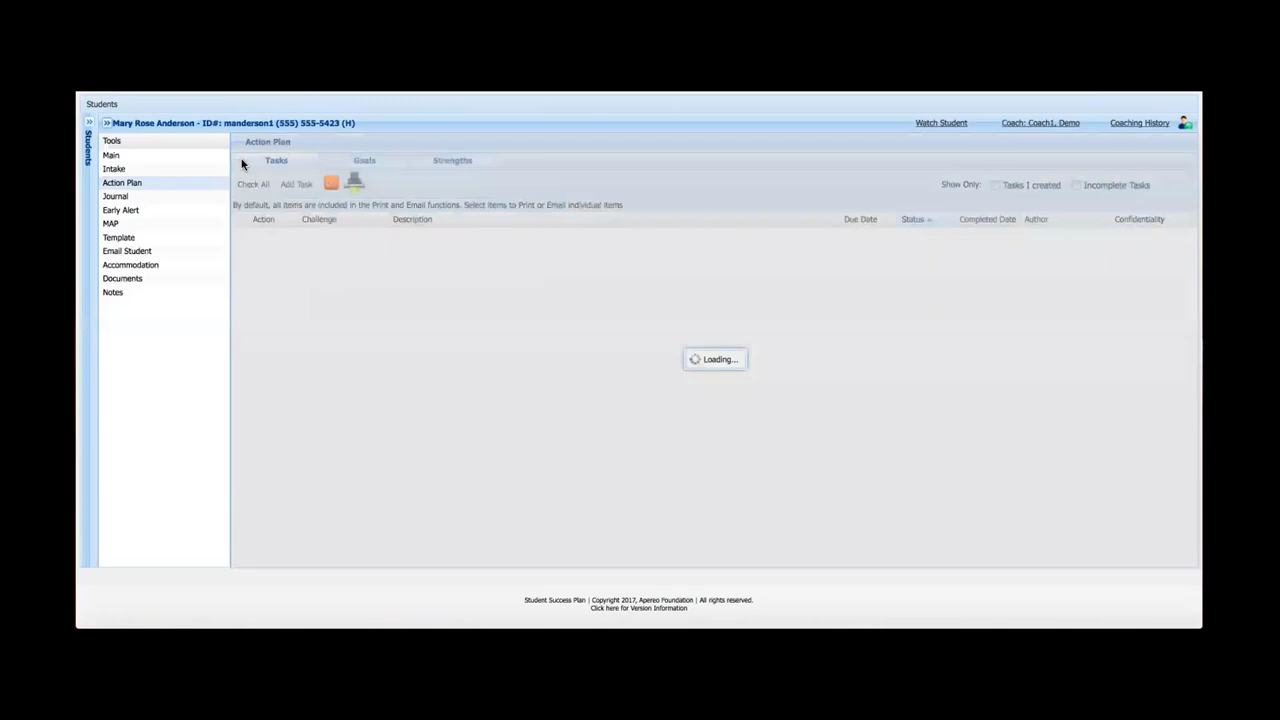 Students
Mary Rose Anderson - ID#: manderson1 (555) 555-5423 (H)
Watch Student
Coach: Coach1, Demo
Coaching History
Students
Tools
Main
Intake
Action Plan
Journal
Early Alert
MAP
Template
Email Student
Accommodation
Documents
Notes
Action Plan
Tasks
Goals
Strengths
Check All
Add Task
Show Only:
Tasks I created
Incomplete Tasks
By default, all items are included in the Print and Email functions. Select items to Print or Email individual items
Action
Challenge
Description
Due Date
Status
Completed Date
Author
Confidentiality
Loading...
Student Success Plan | Copyright 2017, Apereo Foundation | All rights reserved.
Click here for Version Information